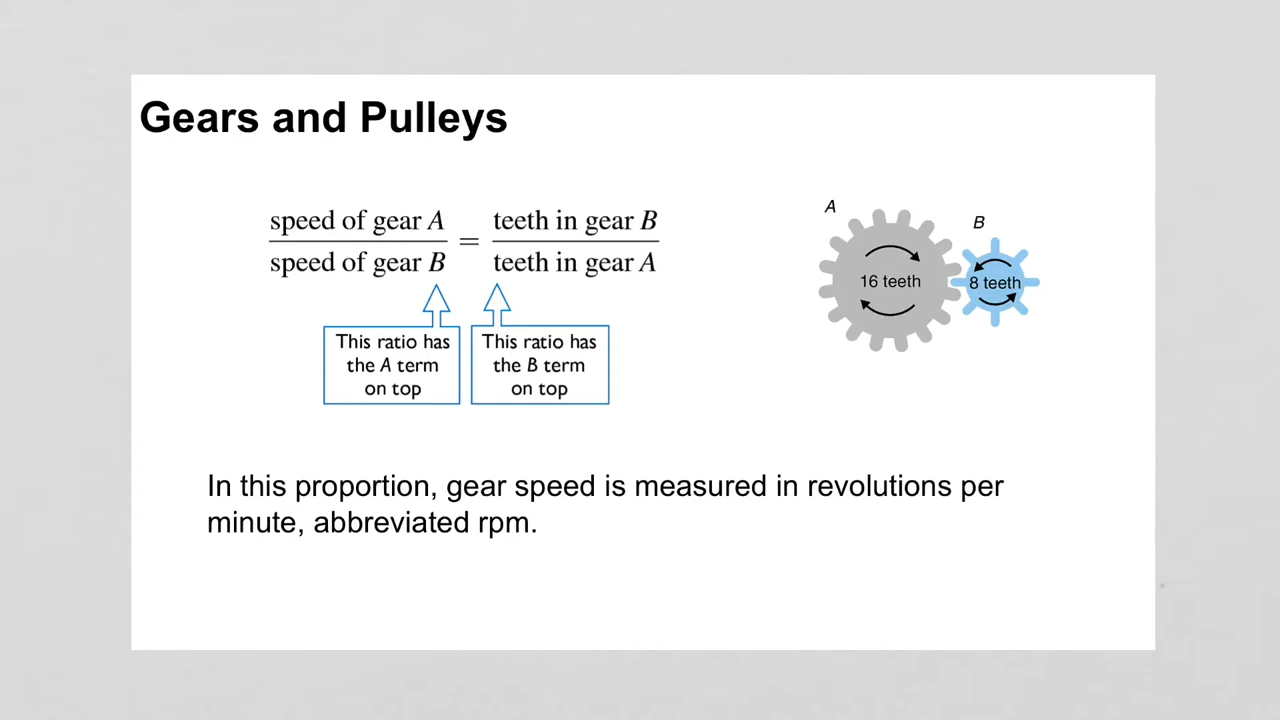 Gears and Pulleys
speed of gear A
speed of gear B
=
teeth in gear B
teeth in gear A
This ratio has
the A term
on top
This ratio has
the B term
on top
A
B
16 teeth
8 teeth
In this proportion, gear speed is measured in revolutions per
minute, abbreviated rpm.